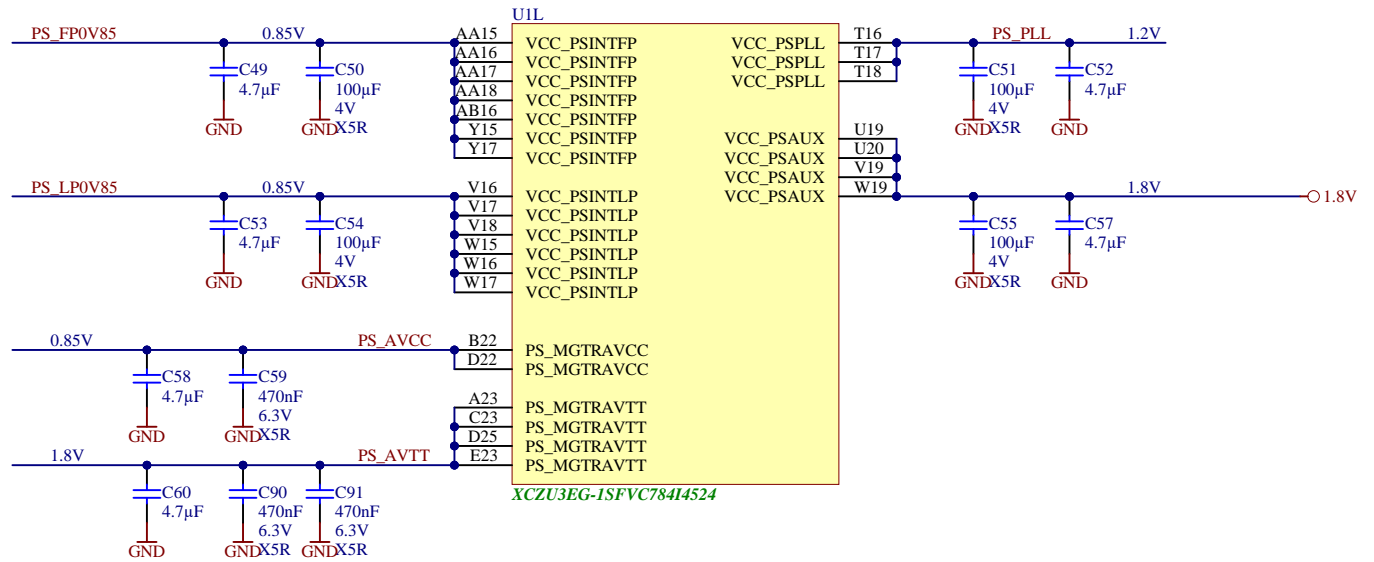 U1L
PS_FP0V85 0.85V AA15 VCC_PSINTFP VCC_PSPLL T16 PS_PLL 1.2V
AA16 VCC_PSINTFP VCC_PSPLL T17
AA17 VCC_PSINTFP VCC_PSPLL T18
AA18 VCC_PSINTFP
AB16 VCC_PSINTFP
Y15 VCC_PSINTFP VCC_PSAUX U19
Y17 VCC_PSINTFP VCC_PSAUX U20
VCC_PSAUX V19
C49
4.7µF
GND
C50
100µF
4V
X5R
GND
C51
100µF
4V
X5R
GND
C52
4.7µF
GND
PS_LP0V85 0.85V V16 VCC_PSINTLP VCC_PSAUX W19 1.8V 1.8V
V17 VCC_PSINTLP
V18 VCC_PSINTLP
W15 VCC_PSINTLP
W16 VCC_PSINTLP
W17 VCC_PSINTLP
C53
4.7µF
GND
C54
100µF
4V
X5R
GND
C55
100µF
4V
X5R
GND
C57
4.7µF
GND
0.85V PS_AVCC B22 PS_MGTRAVCC
D22 PS_MGTRAVCC
C58
4.7µF
GND
C59
470nF
6.3V
X5R
GND
A23 PS_MGTRAVTT
C23 PS_MGTRAVTT
D25 PS_MGTRAVTT
1.8V PS_AVTT E23 PS_MGTRAVTT
C60
4.7µF
GND
C90
470nF
6.3V
X5R
GND
C91
470nF
6.3V
X5R
GND
XCZU3EG-1SFVC784I4524